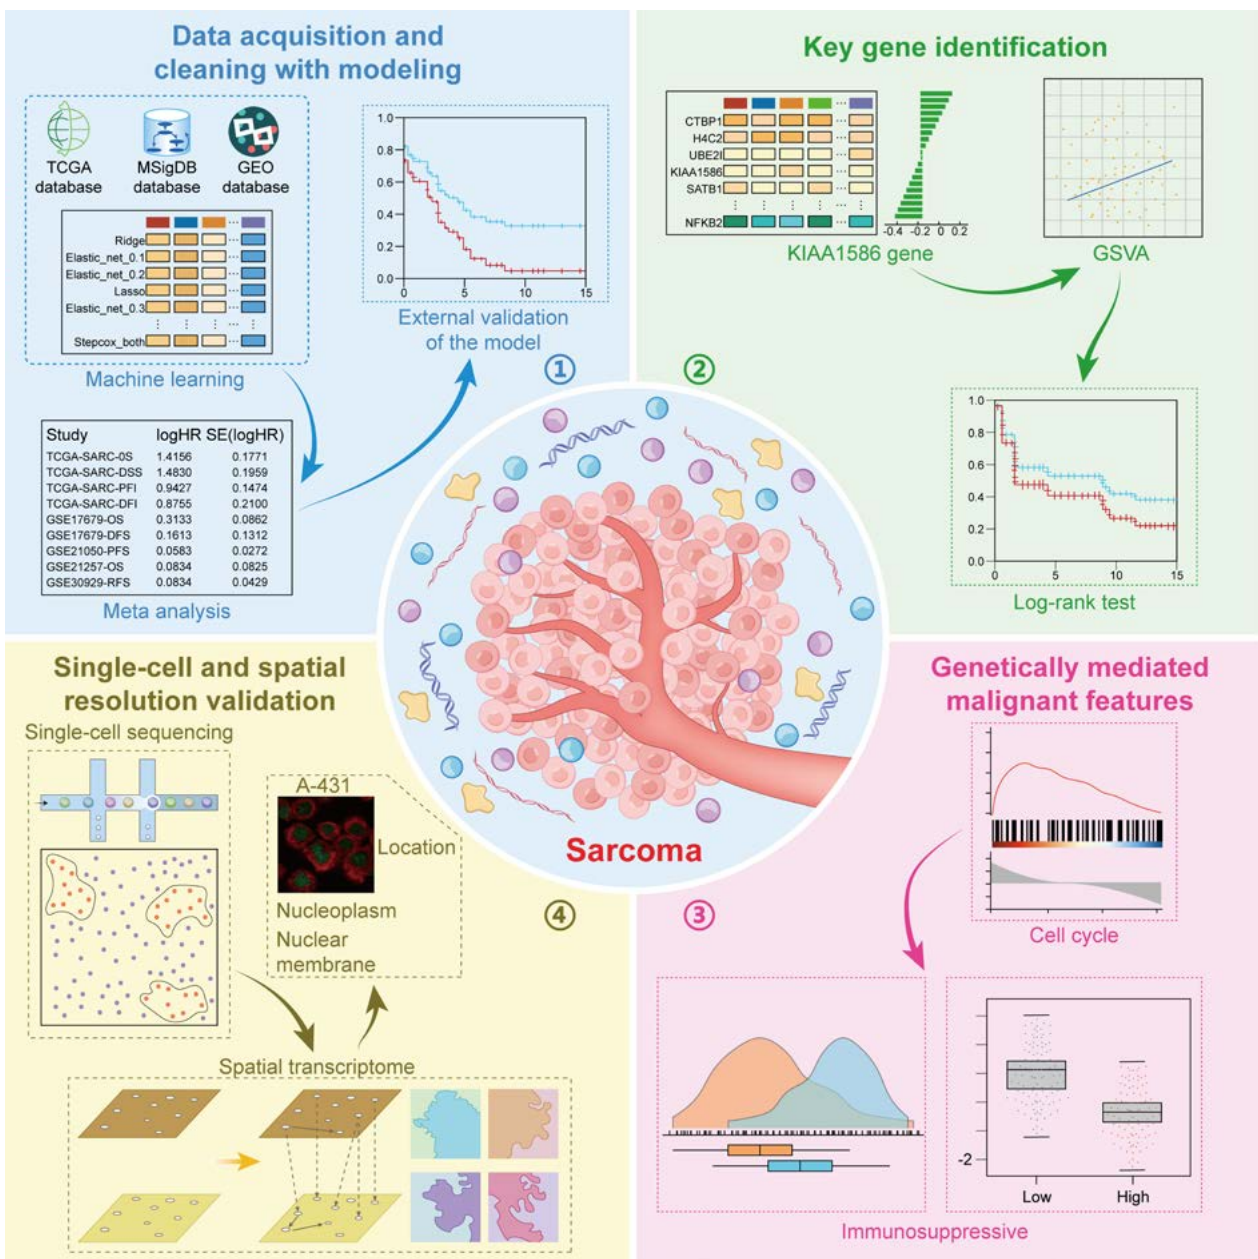 Data acquisition and
cleaning with modeling
TCGA
database
MSigDB
database
GEO
database
Ridge
Elastic_net_0.1
Elastic_net_0.2
Lasso
Elastic_net_0.3
Stepcox_both
Machine learning
1.0
0.8
0.6
0.4
0.2
0.0
0 5 10 15
External validation
of the model
①
Study logHR SE(logHR)
TCGA-SARC-0S 1.4156 0.1771
TCGA-SARC-DSS 1.4830 0.1959
TCGA-SARC-PFI 0.9427 0.1474
TCGA-SARC-DFI 0.8755 0.2100
GSE17679-OS 0.3133 0.0862
GSE17679-DFS 0.1613 0.1312
GSE21050-PFS 0.0583 0.0272
GSE21257-OS 0.0834 0.0825
GSE30929-RFS 0.0834 0.0429
Meta analysis
Key gene identification
CTBP1
H4C2
UBE2I
KIAA1586
SATB1
NFKB2
-0.4 -0.2 0 0.2
KIAA1586 gene
GSVA
②
1.0
0.8
0.6
0.4
0.2
0.0
0 5 10 15
Log-rank test
Sarcoma
Single-cell and spatial
resolution validation
Single-cell sequencing
A-431
Location
Nucleoplasm
Nuclear
membrane
④
Spatial transcriptome
Genetically mediated
malignant features
Cell cycle
③
-2
Low High
Immunosuppressive